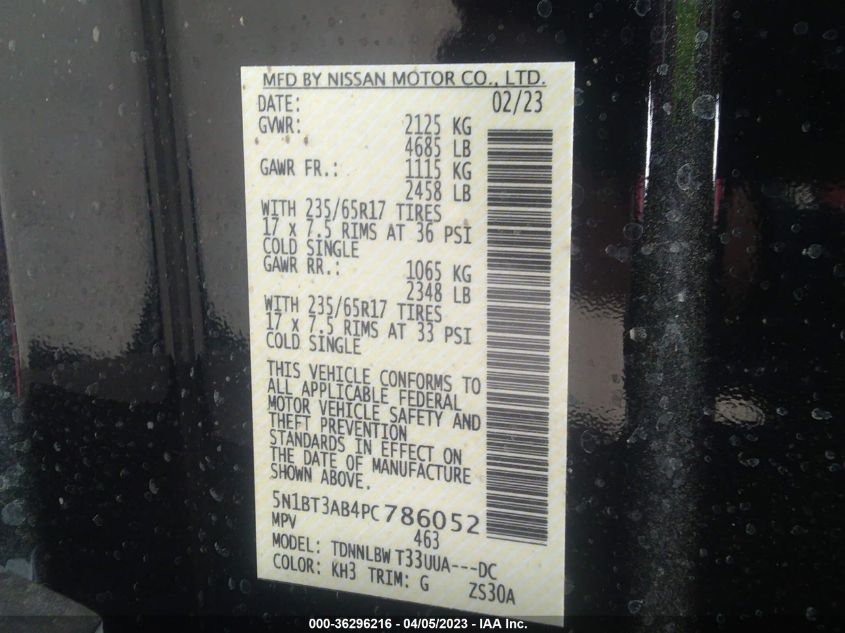 MFD BY NISSAN MOTOR CO., LTD.
DATE: 02/23
GVWR: 2125 KG
4685 LB
GAWR FR.: 1115 KG
2458 LB
WITH 235/65R17 TIRES
17 x 7.5 RIMS AT 36 PSI
COLD SINGLE
GAWR RR.: 1065 KG
2348 LB
WITH 235/65R17 TIRES
17 x 7.5 RIMS AT 33 PSI
COLD SINGLE
THIS VEHICLE CONFORMS TO
ALL APPLICABLE FEDERAL
MOTOR VEHICLE SAFETY AND
THEFT PREVENTION
STANDARDS IN EFFECT ON
THE DATE OF MANUFACTURE
SHOWN ABOVE.
5N1BT3AB4PC786052
MPV 463
MODEL: TDNNLBW T33UUA---DC
COLOR: KH3 TRIM: G ZS30A
000-36296216 - 04/05/2023 - IAA Inc.